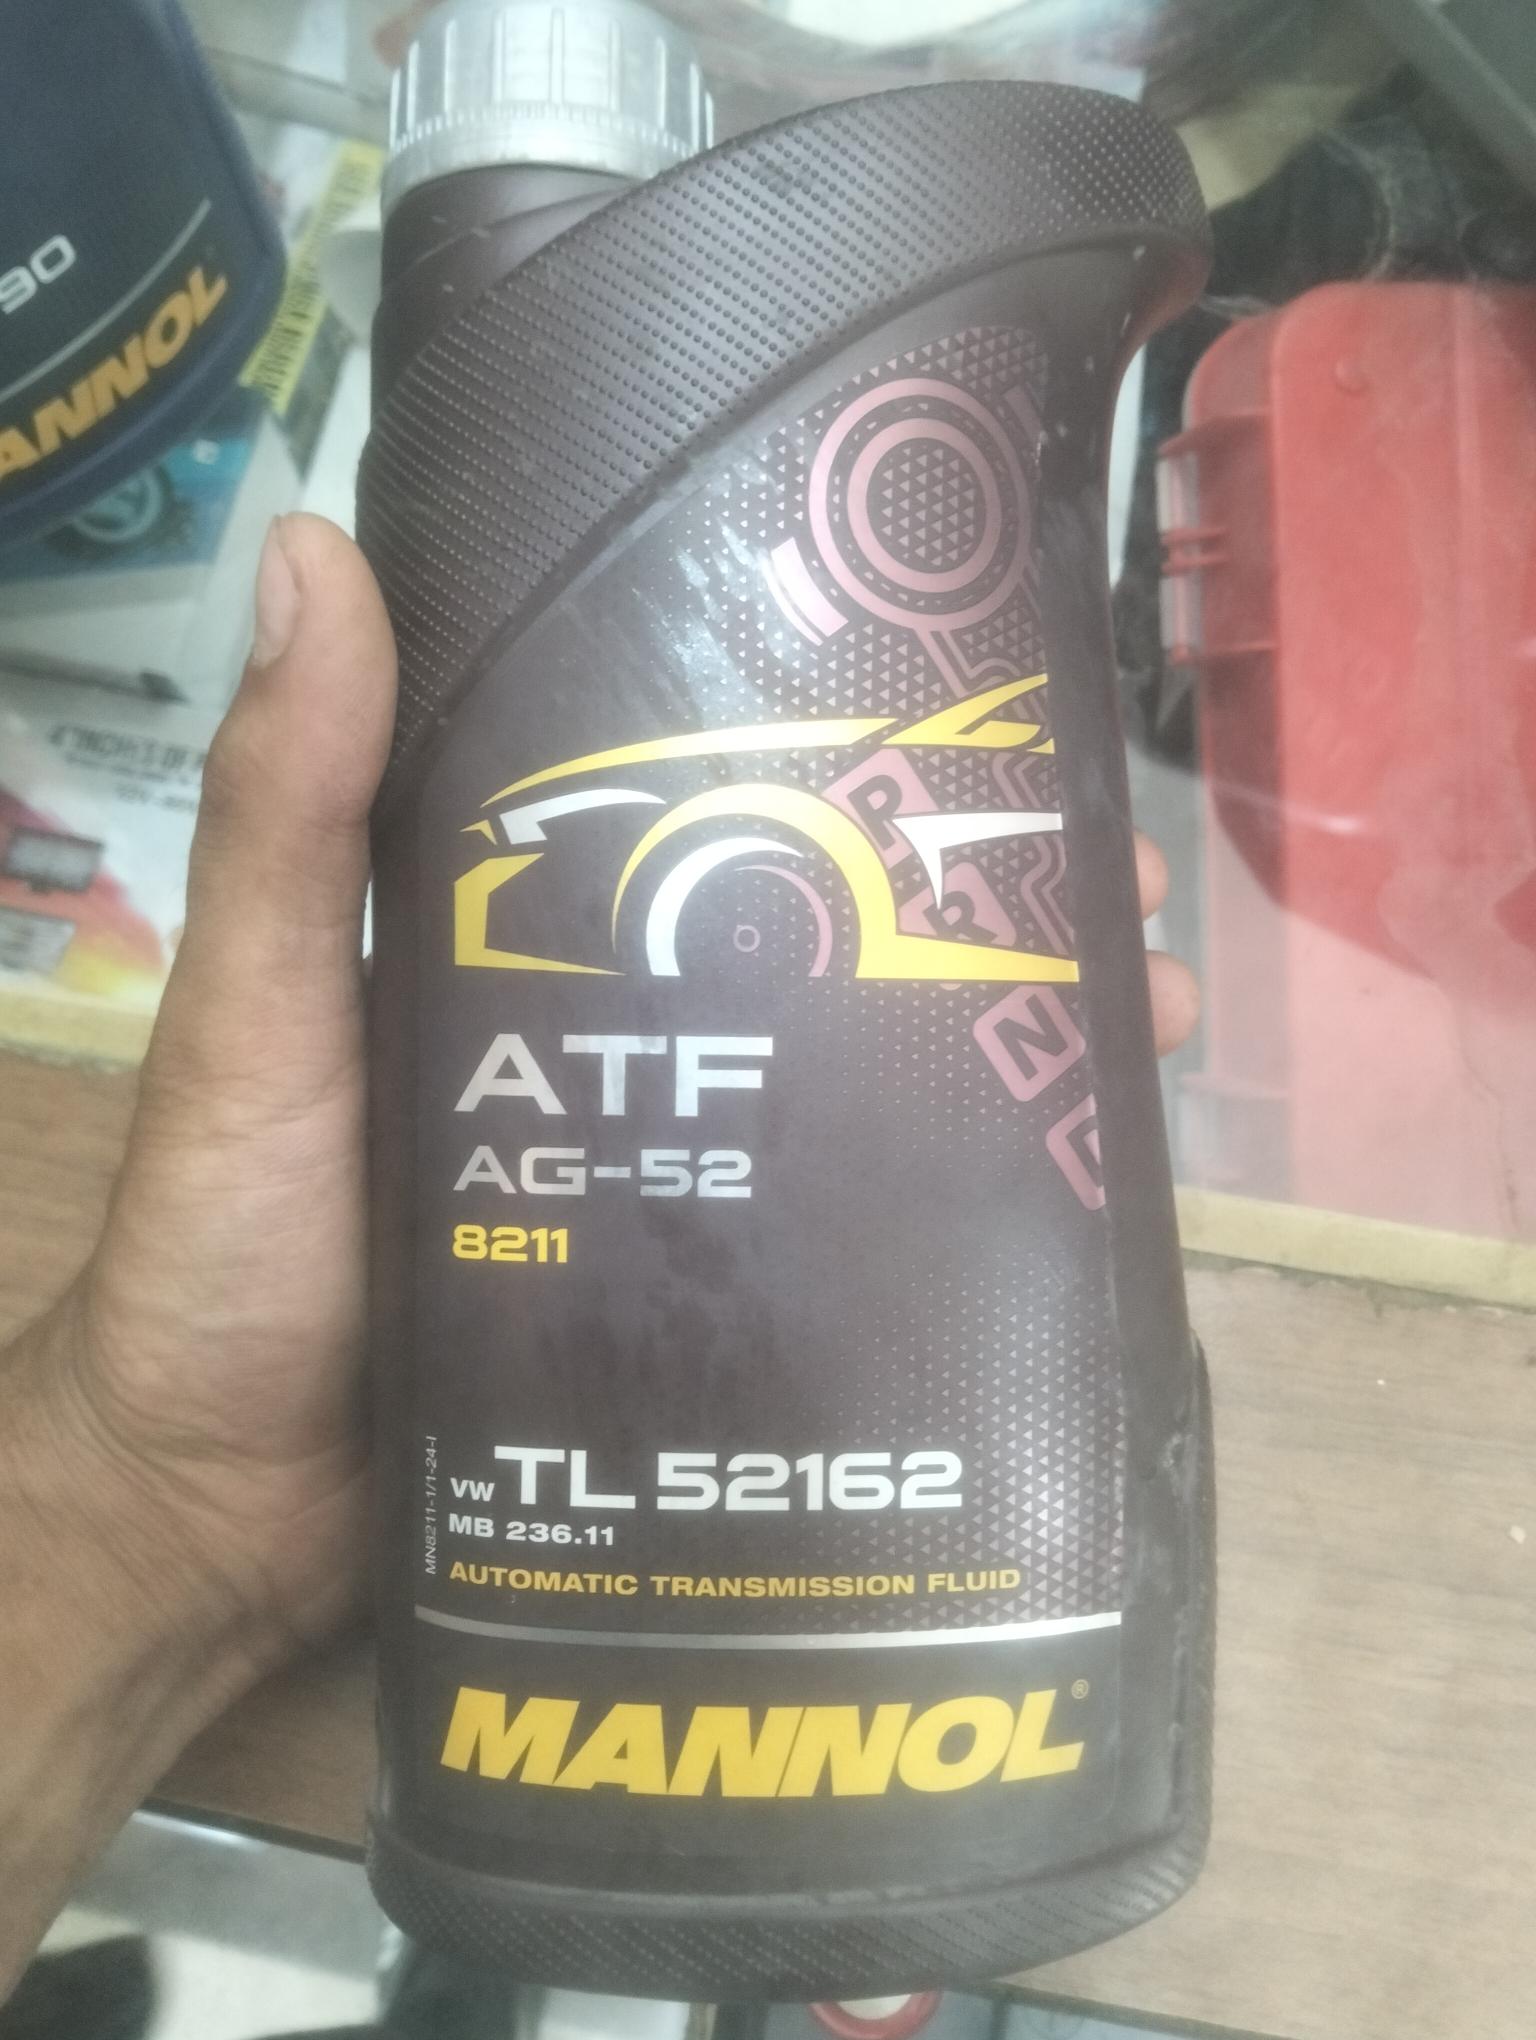 90
MANNOL
P
R
N
D
ATF
AG-52
8211
VW TL 52162
MB 236.11
AUTOMATIC TRANSMISSION FLUID
MN8211-1/1-24-I
MANNOL®